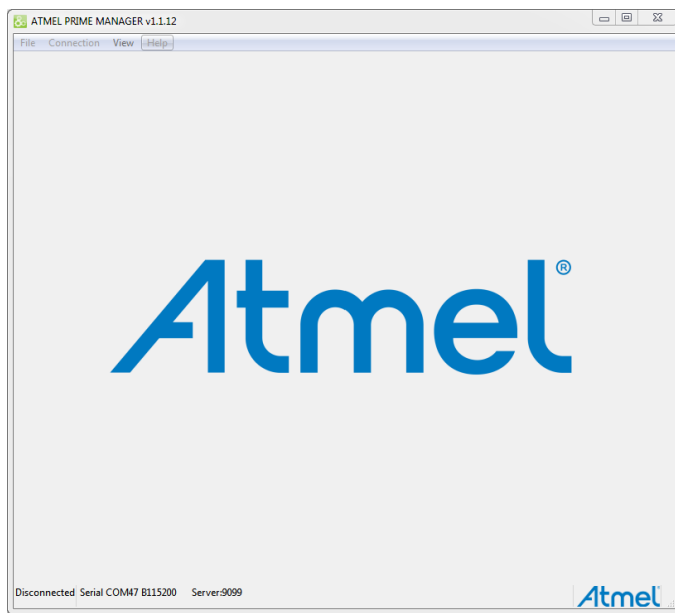 ATMEL PRIME MANAGER v1.1.12
File Connection View Help
Atmel®
Disconnected Serial COM47 B115200 Server:9099
Atmel